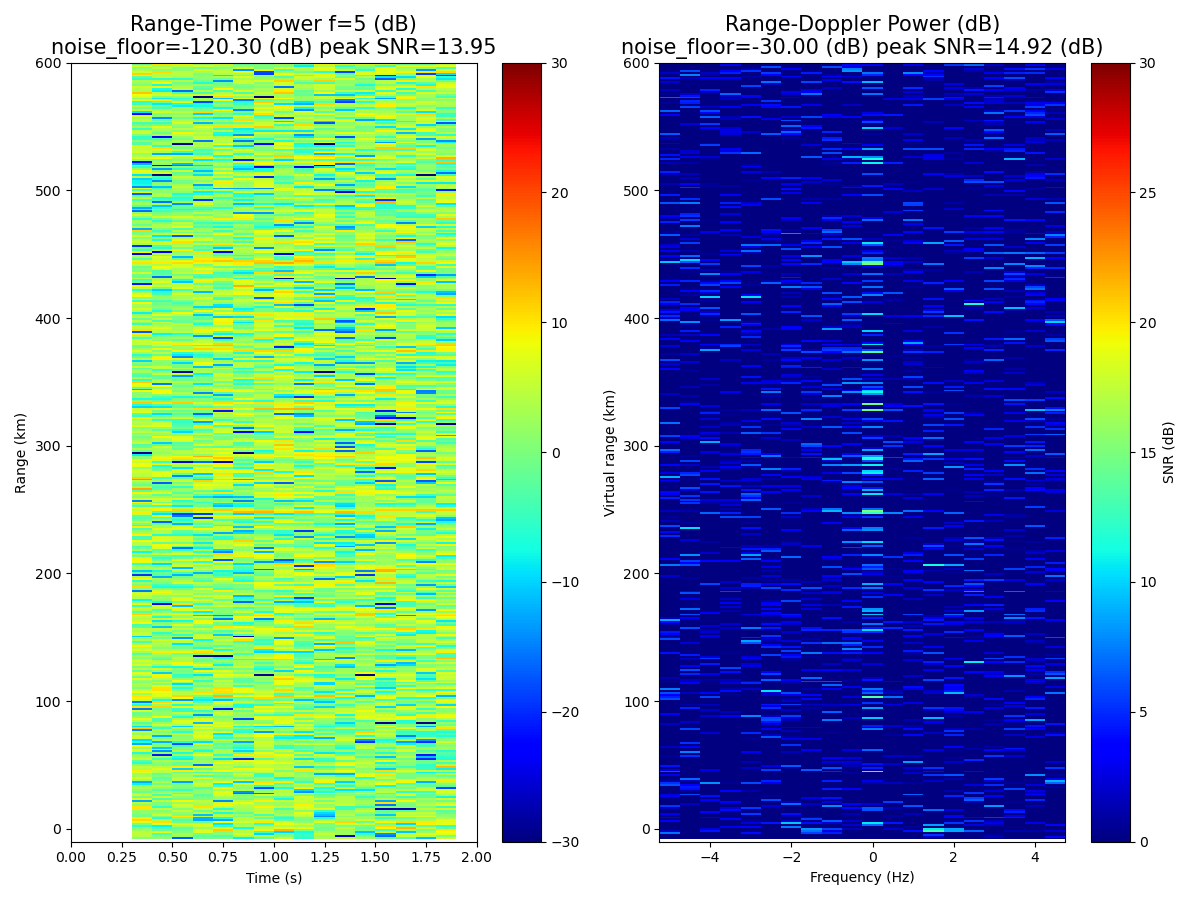 Range-Time Power f=5 (dB)
noise_floor=-120.30 (dB) peak SNR=13.95
Range-Doppler Power (dB)
noise_floor=-30.00 (dB) peak SNR=14.92 (dB)
600
500
400
300
200
100
0
Range (km)
0.00 0.25 0.50 0.75 1.00 1.25 1.50 1.75 2.00
Time (s)
30
20
10
0
−10
−20
−30
600
500
400
300
200
100
0
Virtual range (km)
−4 −2 0 2 4
Frequency (Hz)
30
25
20
15
10
5
0
SNR (dB)